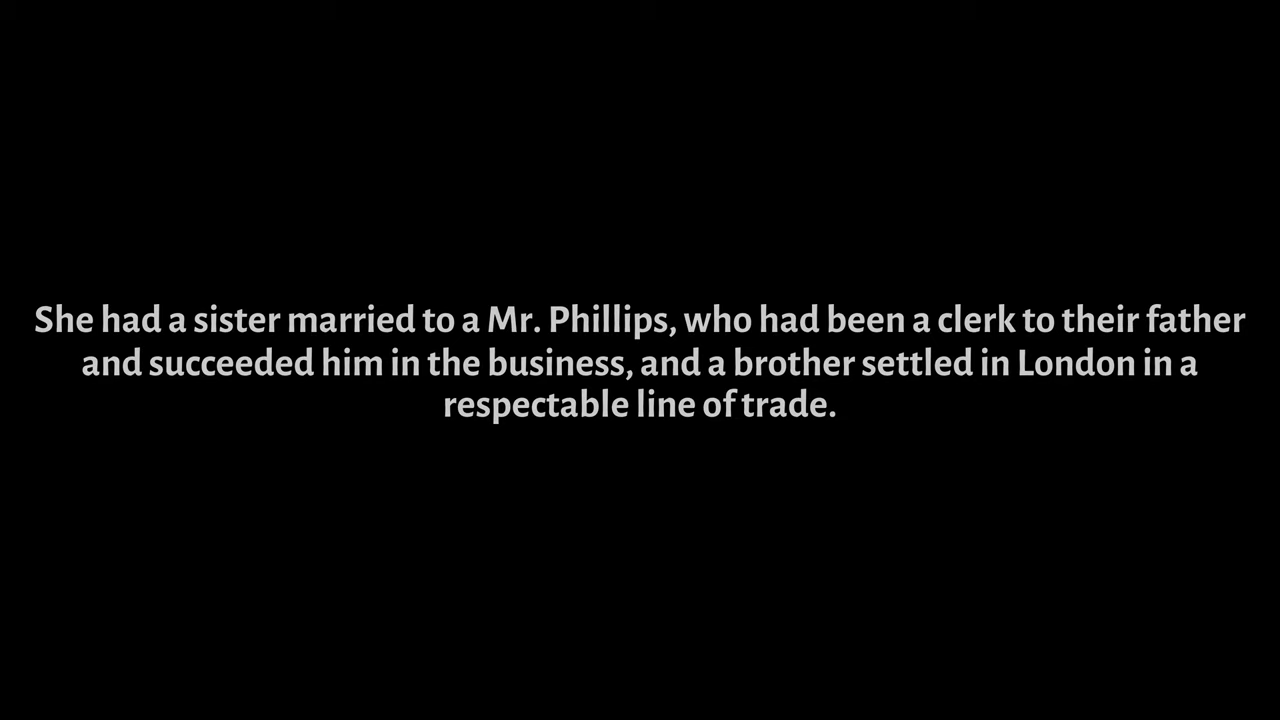 She had a sister married to a Mr. Phillips, who had been a clerk to their father
and succeeded him in the business, and a brother settled in London in a
respectable line of trade.